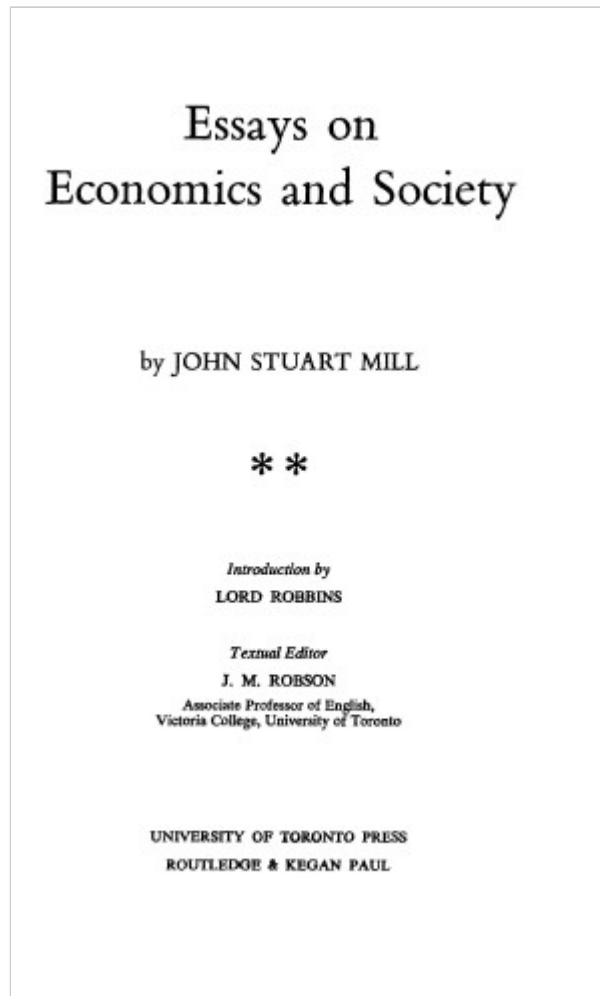 Essays on
Economics and Society
by JOHN STUART MILL
* *
Introduction by
LORD ROBBINS
Textual Editor
J. M. ROBSON
Associate Professor of English,
Victoria College, University of Toronto
UNIVERSITY OF TORONTO PRESS
ROUTLEDGE & KEGAN PAUL